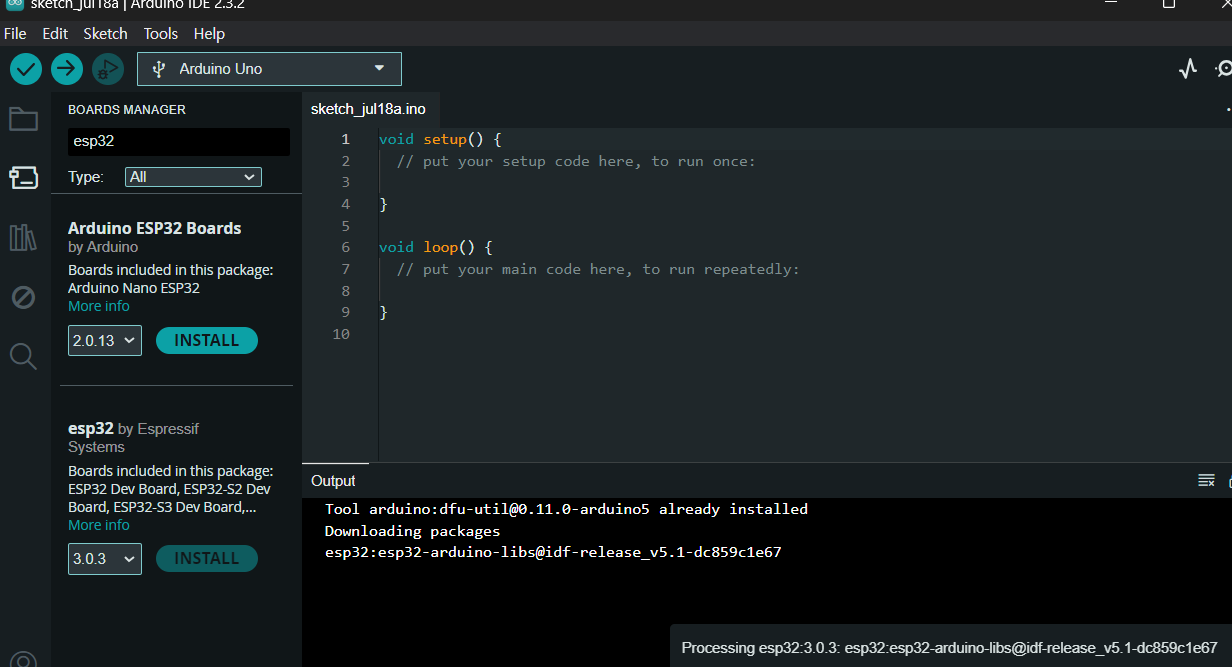 sketch_jul18a | Arduino IDE 2.3.2
File Edit Sketch Tools Help
Arduino Uno
BOARDS MANAGER
esp32
Type: All
Arduino ESP32 Boards
by Arduino
Boards included in this package:
Arduino Nano ESP32
More info
2.0.13 INSTALL
esp32 by Espressif
Systems
Boards included in this package:
ESP32 Dev Board, ESP32-S2 Dev
Board, ESP32-S3 Dev Board,...
More info
3.0.3 INSTALL
sketch_jul18a.ino
1 void setup() {
2 // put your setup code here, to run once:
3
4 }
5
6 void loop() {
7 // put your main code here, to run repeatedly:
8
9 }
10
Output
Tool arduino:dfu-util@0.11.0-arduino5 already installed
Downloading packages
esp32:esp32-arduino-libs@idf-release_v5.1-dc859c1e67
Processing esp32:3.0.3: esp32:esp32-arduino-libs@idf-release_v5.1-dc859c1e67